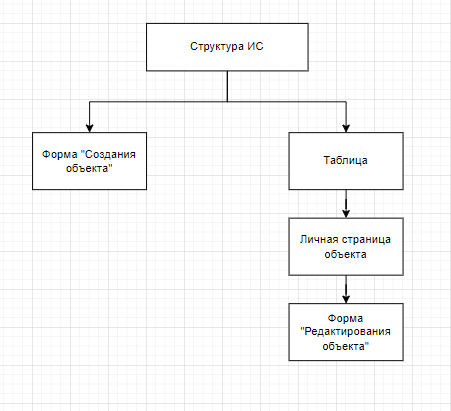 Структура ИС
Форма "Создания
объекта"
Таблица
Личная страница
объекта
Форма
"Редактирования
объекта"